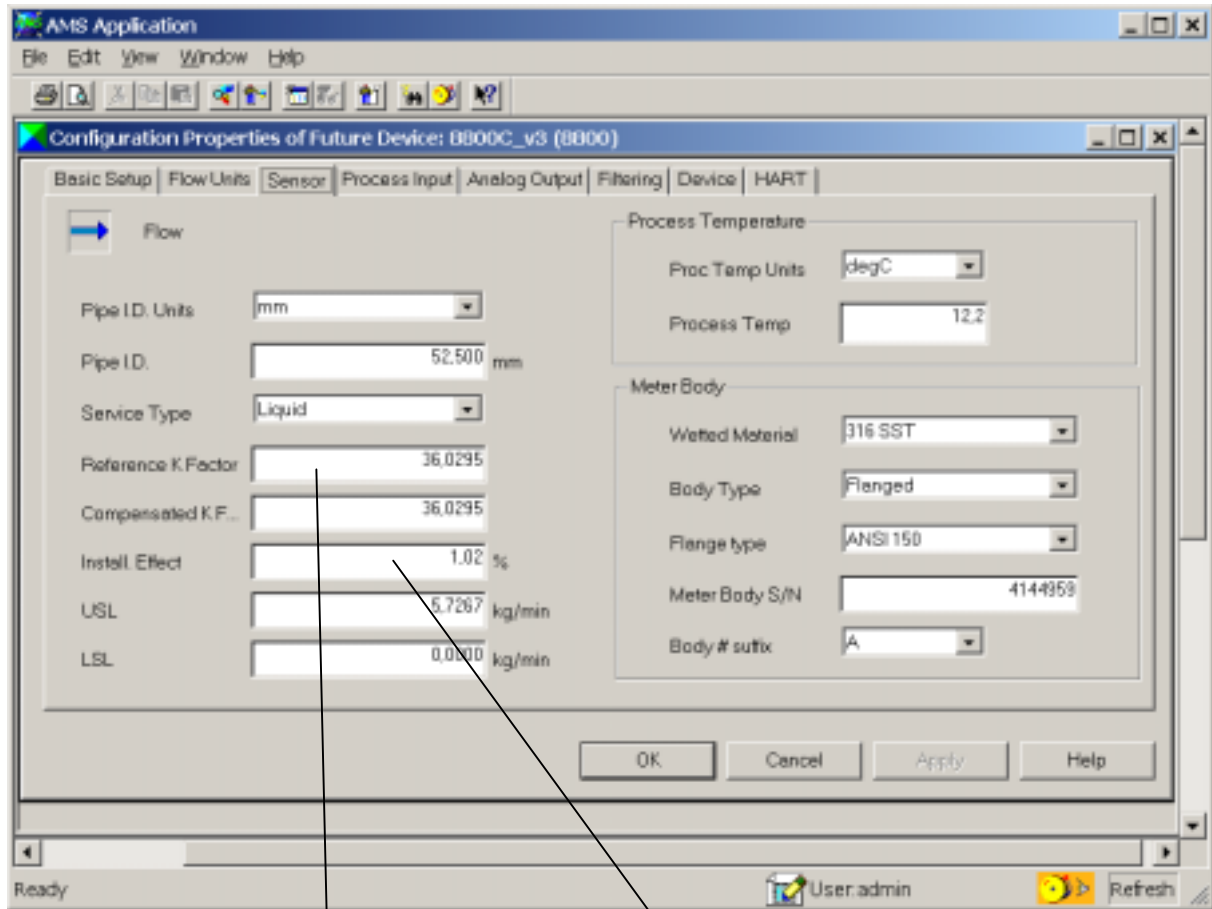 AMS Application
File Edit View Window Help
Configuration Properties of Future Device: 8800C_v3 (8800)
Basic Setup Flow Units Sensor Process Input Analog Output Filtering Device HART
Flow
Pipe I.D. Units mm
Pipe I.D. 52,500 mm
Service Type Liquid
Reference K Factor 36,0295
Compensated K F... 36,0295
Install. Effect 1,02 %
USL 5,7267 kg/min
LSL 0,0000 kg/min
Process Temperature
Proc Temp Units degC
Process Temp 12,2
Meter Body
Wetted Material 316 SST
Body Type Flanged
Flange type ANSI 150
Meter Body S/N 4144959
Body # suffix A
OK Cancel Apply Help
Ready User: admin Refresh